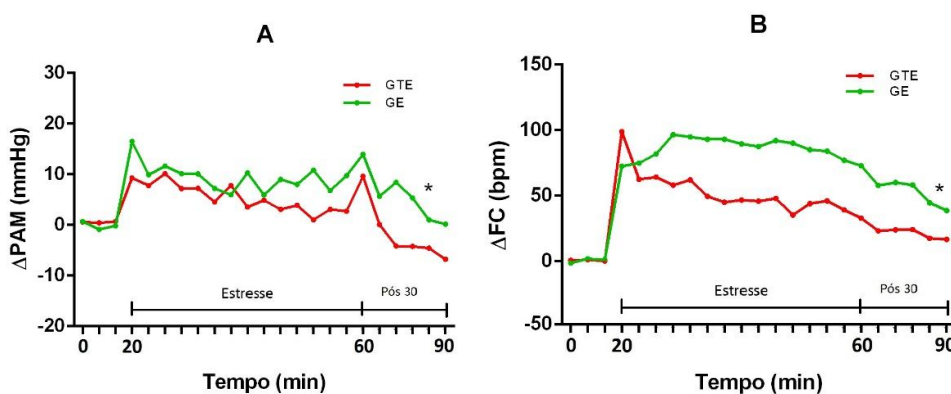 A
ΔPAM (mmHg)
30
20
10
0
-10
-20
GTE
GE
*
Estresse
Pós 30
0 20 60 90
Tempo (min)
B
ΔFC (bpm)
150
100
50
0
-50
GTE
GE
*
Estresse
Pós 30
0 20 60 90
Tempo (min)